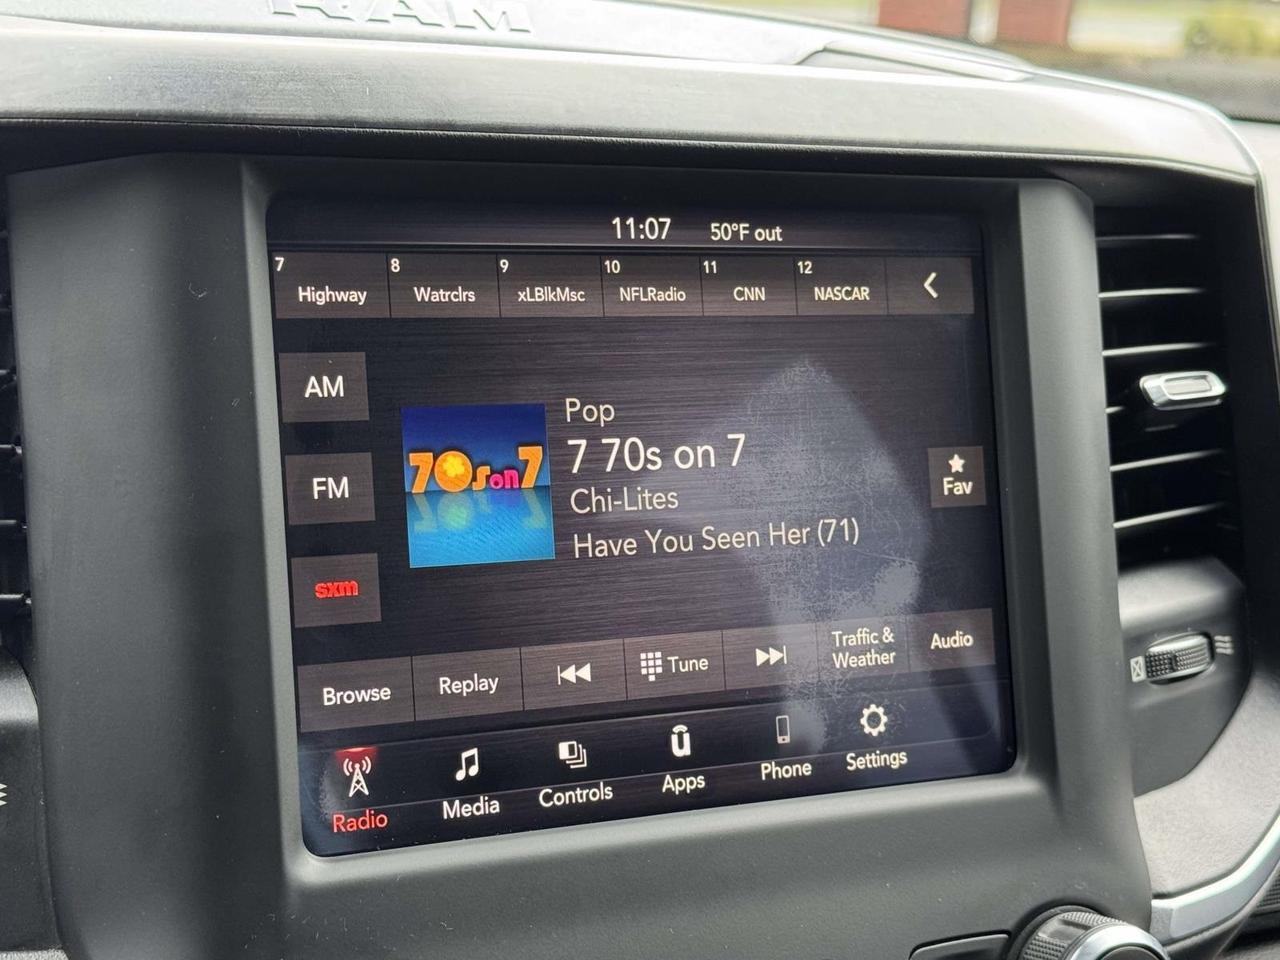 RAM
11:07 50°F out
7 Highway 8 Watrclrs 9 xLBlkMsc 10 NFLRadio 11 CNN 12 NASCAR
AM
FM
sxm
70s on 7
Pop
7 70s on 7
Chi-Lites
Have You Seen Her (71)
Fav
Browse Replay Tune Traffic & Weather Audio
Radio Media Controls Apps Phone Settings